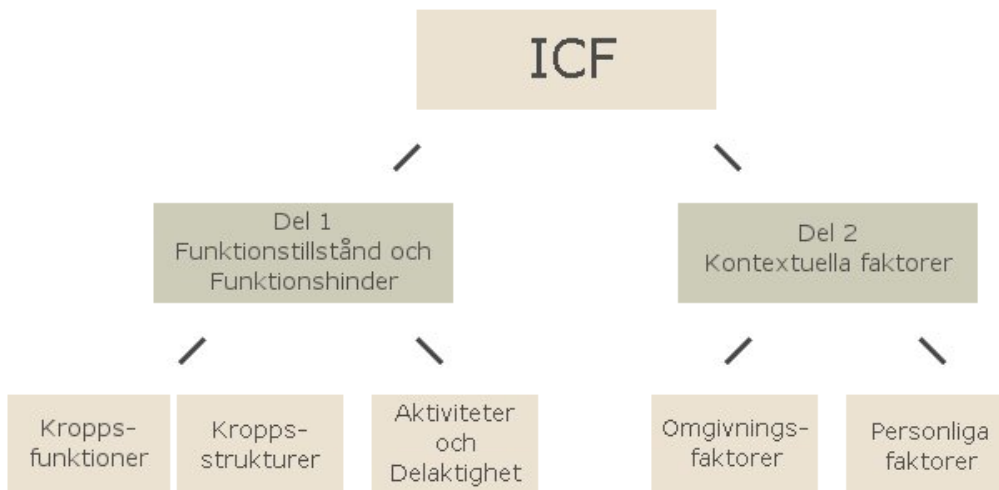 ICF
Del 1
Funktionstillstånd och
Funktionshinder
Del 2
Kontextuella faktorer
Kropps-
funktioner
Kropps-
strukturer
Aktiviteter
och
Delaktighet
Omgivnings-
faktorer
Personliga
faktorer